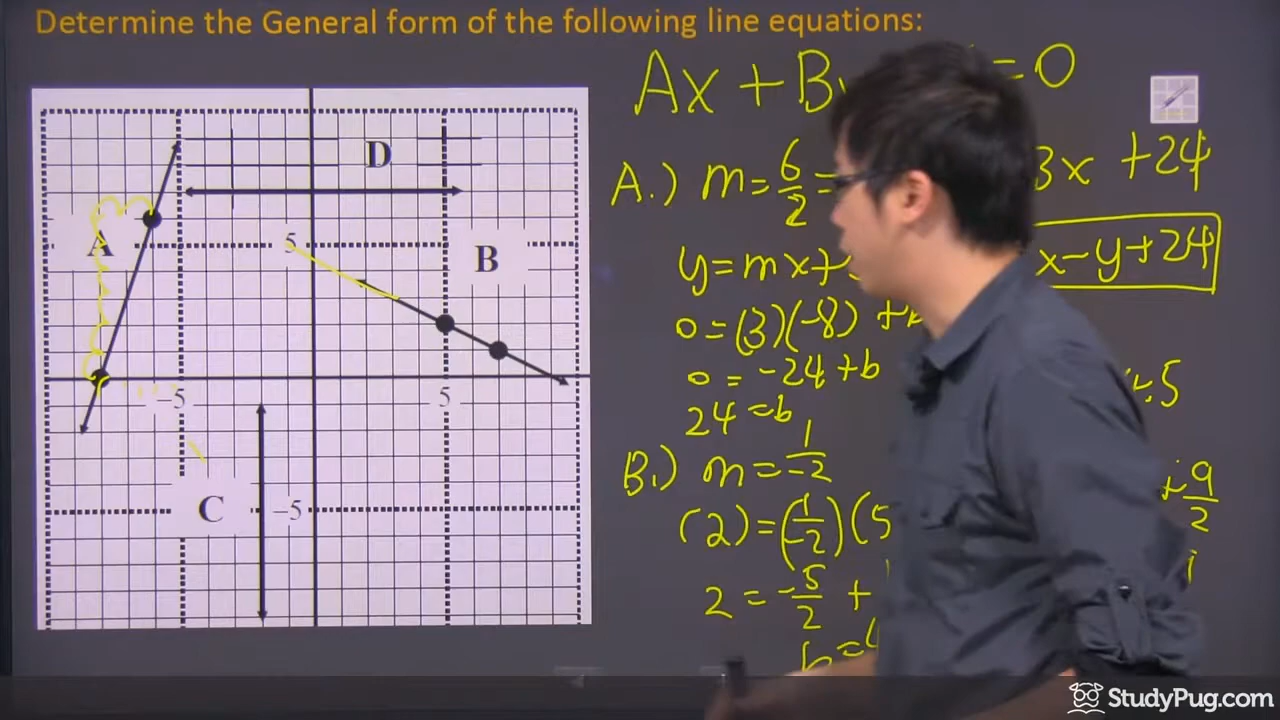 Determine the General form of the following line equations:
Ax + B =0
A.) m= 6/2 = 3x +24
y=mx+ x-y+24
0=(3)(-8) +
0 = -24+b
24=b
B.) m= 1/-2
(2)=(1/-2)(5 + 9/2
2 = -5/2 +
b=
A
D
B
C
5
-5
5
-5
StudyPug.com